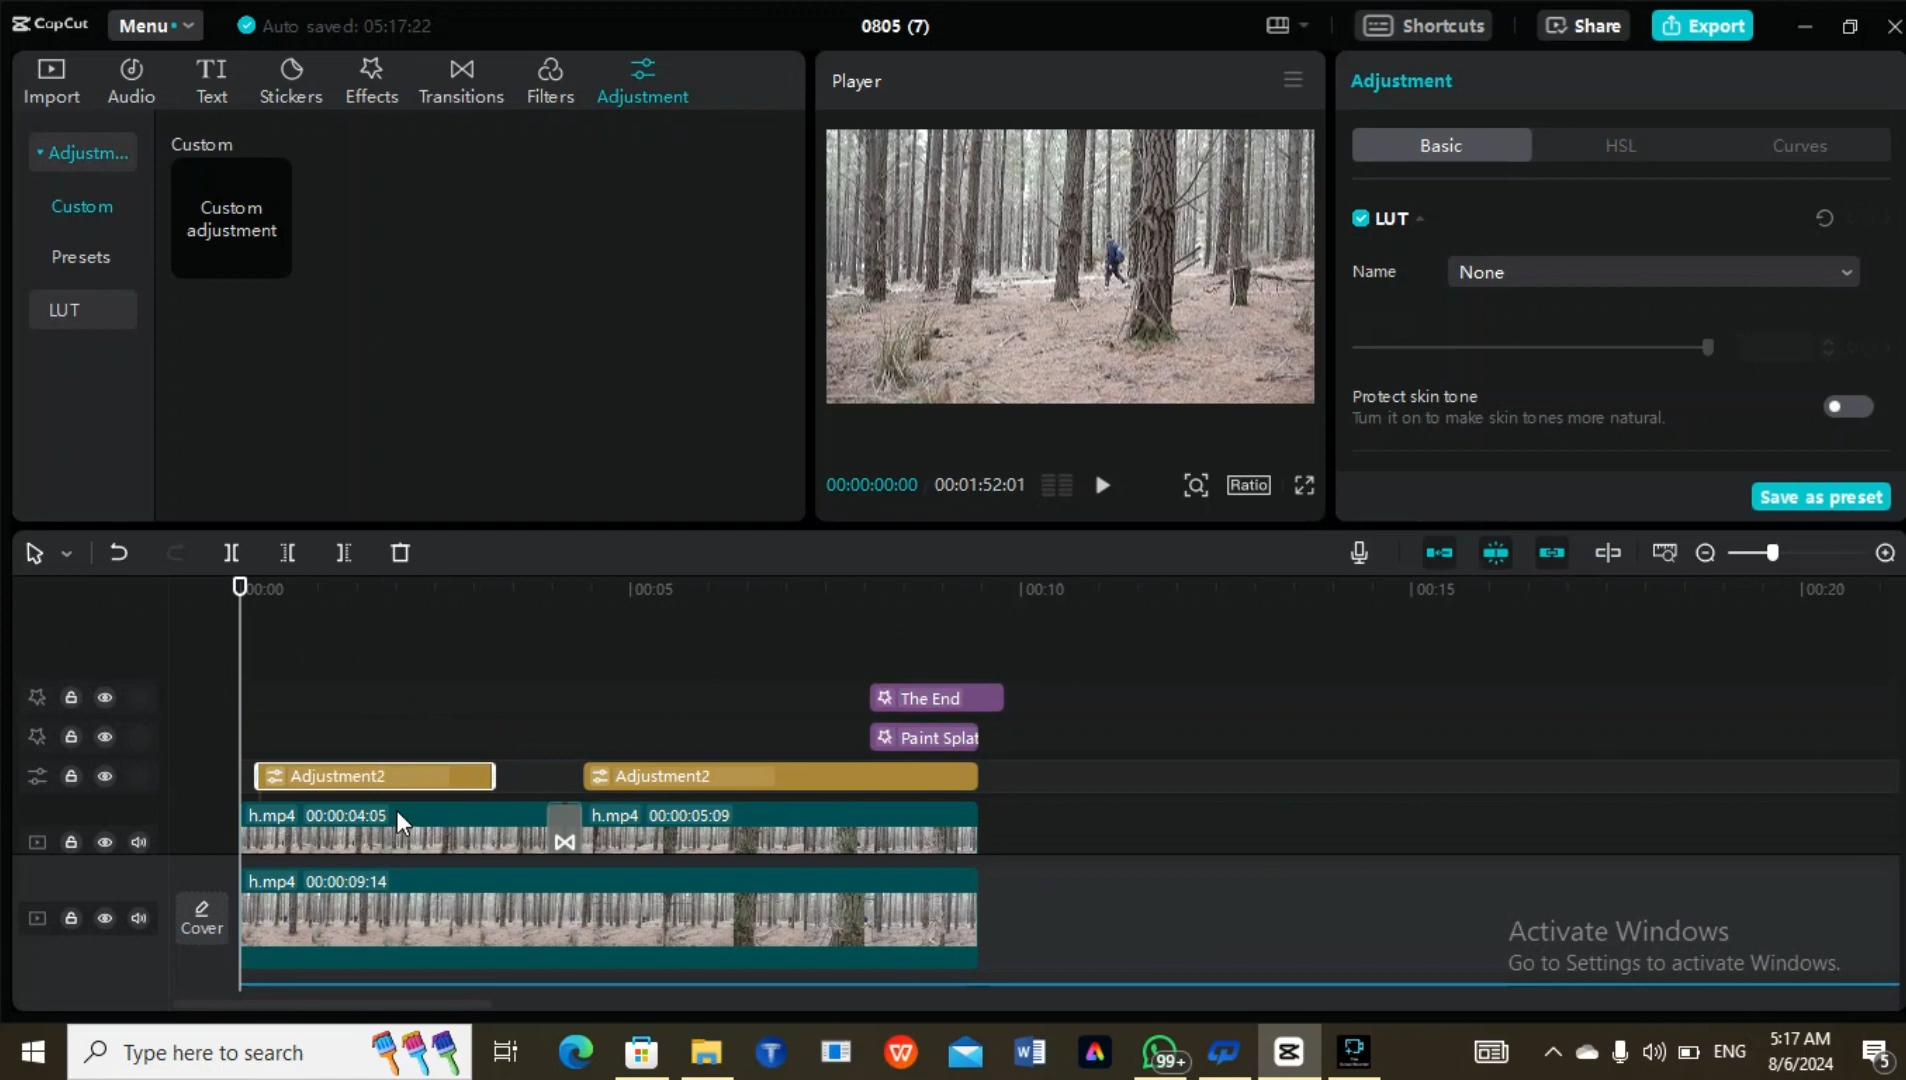 CapCut
Menu
Auto saved: 05:17:22
0805 (7)
Shortcuts
Share
Export
Import
Audio
TI
Text
Stickers
Effects
Transitions
Filters
Adjustment
Adjustm...
Custom
Presets
LUT
Custom
Custom
adjustment
Player
00:00:00:00
00:01:52:01
Ratio
Adjustment
Basic
HSL
Curves
LUT
Name
None
Protect skin tone
Turn it on to make skin tones more natural.
Save as preset
00:00
00:05
00:10
00:15
00:20
The End
Paint Splat
Adjustment2
Adjustment2
h.mp4 00:00:04:05
h.mp4 00:00:05:09
h.mp4 00:00:09:14
Cover
Activate Windows
Go to Settings to activate Windows.
Type here to search
99+
ENG
5:17 AM
8/6/2024
5